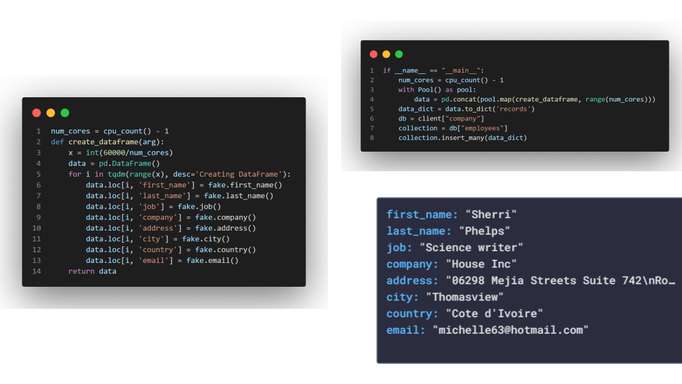 1 num_cores = cpu_count() - 1
2 def create_dataframe(arg):
3     x = int(60000/num_cores)
4     data = pd.DataFrame()
5     for i in tqdm(range(x), desc='Creating DataFrame'):
6         data.loc[i, 'first_name'] = fake.first_name()
7         data.loc[i, 'last_name'] = fake.last_name()
8         data.loc[i, 'job'] = fake.job()
9         data.loc[i, 'company'] = fake.company()
10         data.loc[i, 'address'] = fake.address()
11         data.loc[i, 'city'] = fake.city()
12         data.loc[i, 'country'] = fake.country()
13         data.loc[i, 'email'] = fake.email()
14     return data
1 if __name__ == "__main__":
2     num_cores = cpu_count() - 1
3     with Pool() as pool:
4         data = pd.concat(pool.map(create_dataframe, range(num_cores)))
5     data_dict = data.to_dict('records')
6     db = client["company"]
7     collection = db["employees"]
8     collection.insert_many(data_dict)
first_name: "Sherri"
last_name: "Phelps"
job: "Science writer"
company: "House Inc"
address: "06298 Mejia Streets Suite 742\nRo…
city: "Thomasview"
country: "Cote d'Ivoire"
email: "michelle63@hotmail.com"